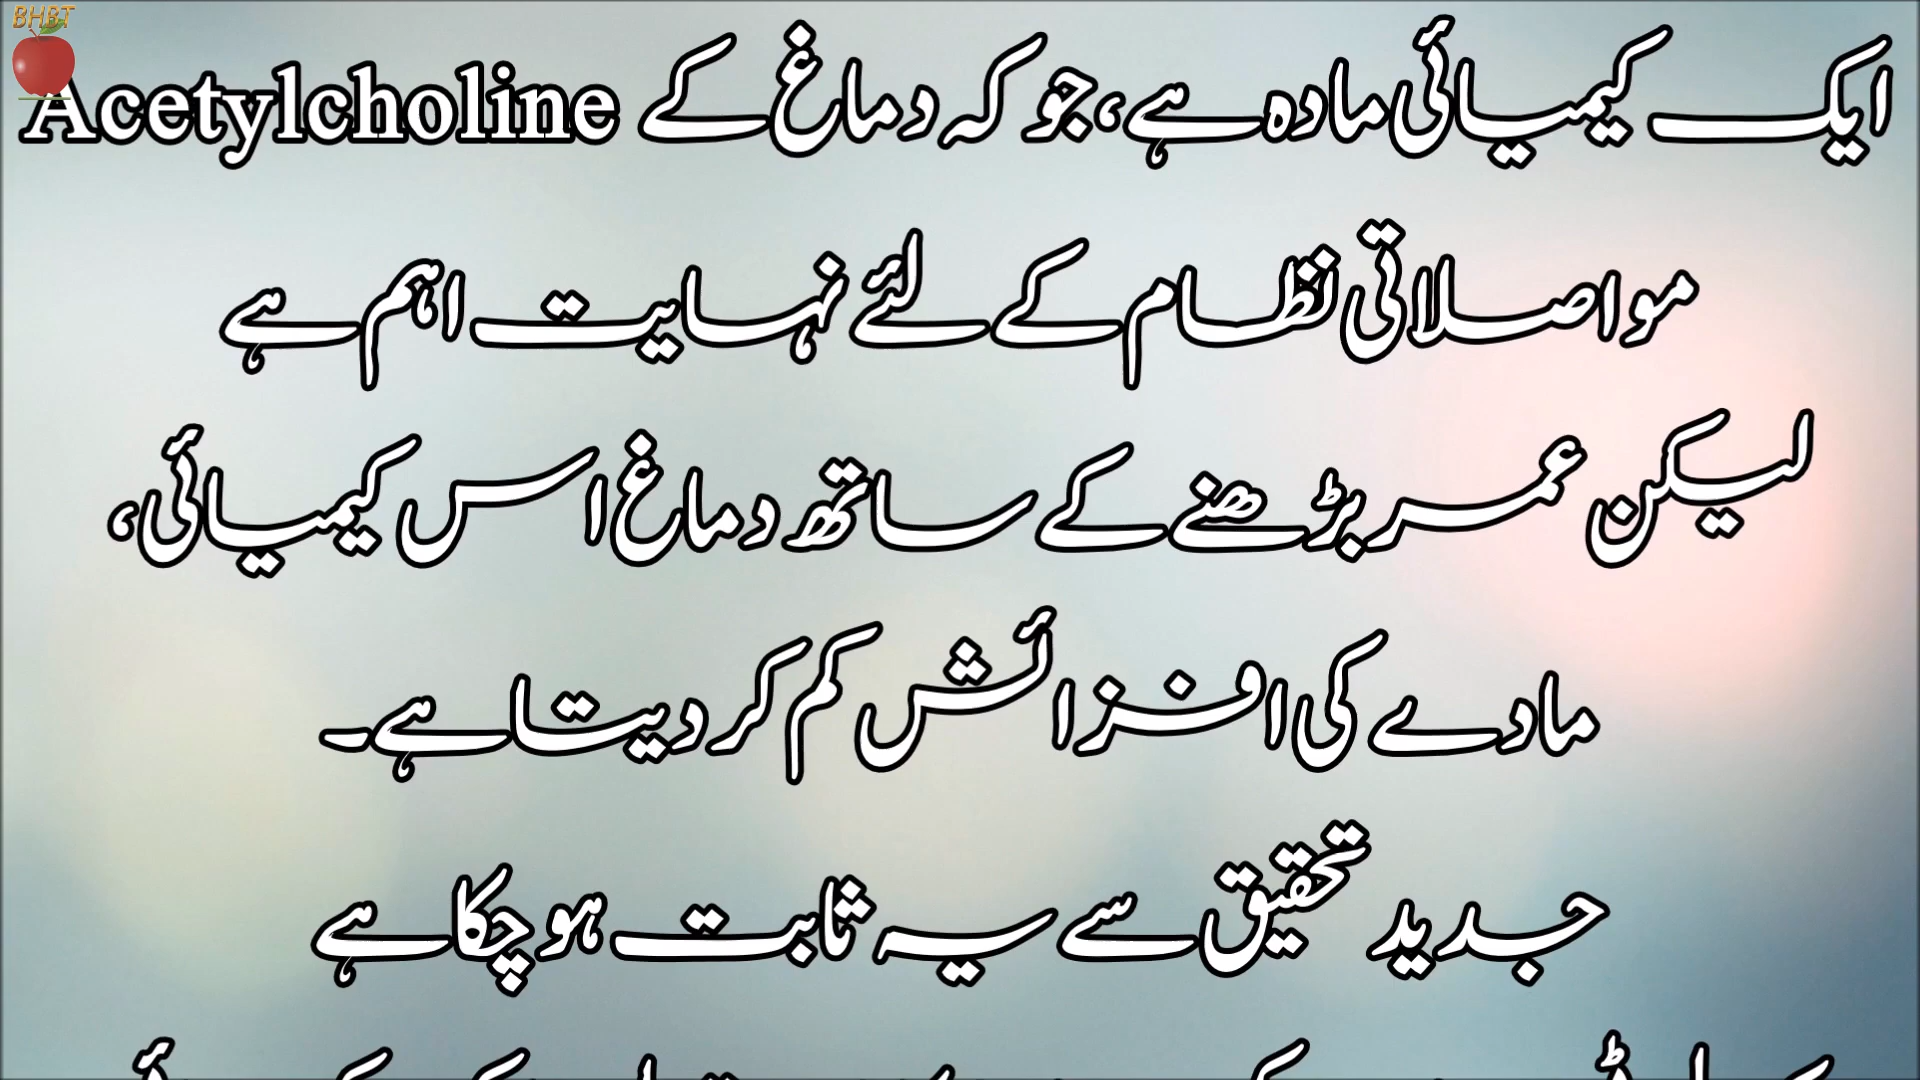 BHBT
ایک کیمیائی مادہ ہے، جو کہ دماغ کے Acetylcholine
مواصلاتی نظام کے لئے نہایت اہم ہے
لیکن عمر بڑھنے کے ساتھ دماغ اس کیمیائی،
مادے کی افزائش کم کر دیتا ہے۔
جدید تحقیق سے یہ ثابت ہو چکا ہے